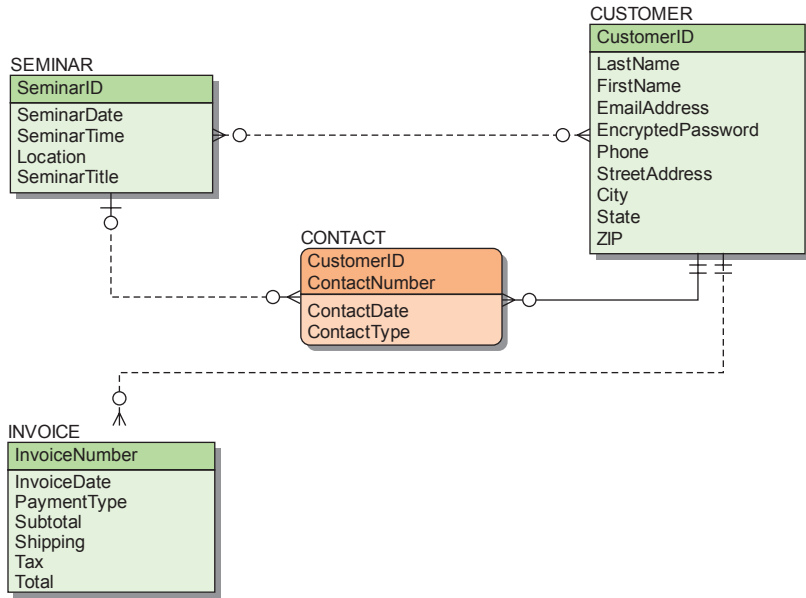 CUSTOMER
CustomerID
LastName
FirstName
EmailAddress
EncryptedPassword
Phone
StreetAddress
City
State
ZIP
SEMINAR
SeminarID
SeminarDate
SeminarTime
Location
SeminarTitle
CONTACT
CustomerID
ContactNumber
ContactDate
ContactType
INVOICE
InvoiceNumber
InvoiceDate
PaymentType
Subtotal
Shipping
Tax
Total